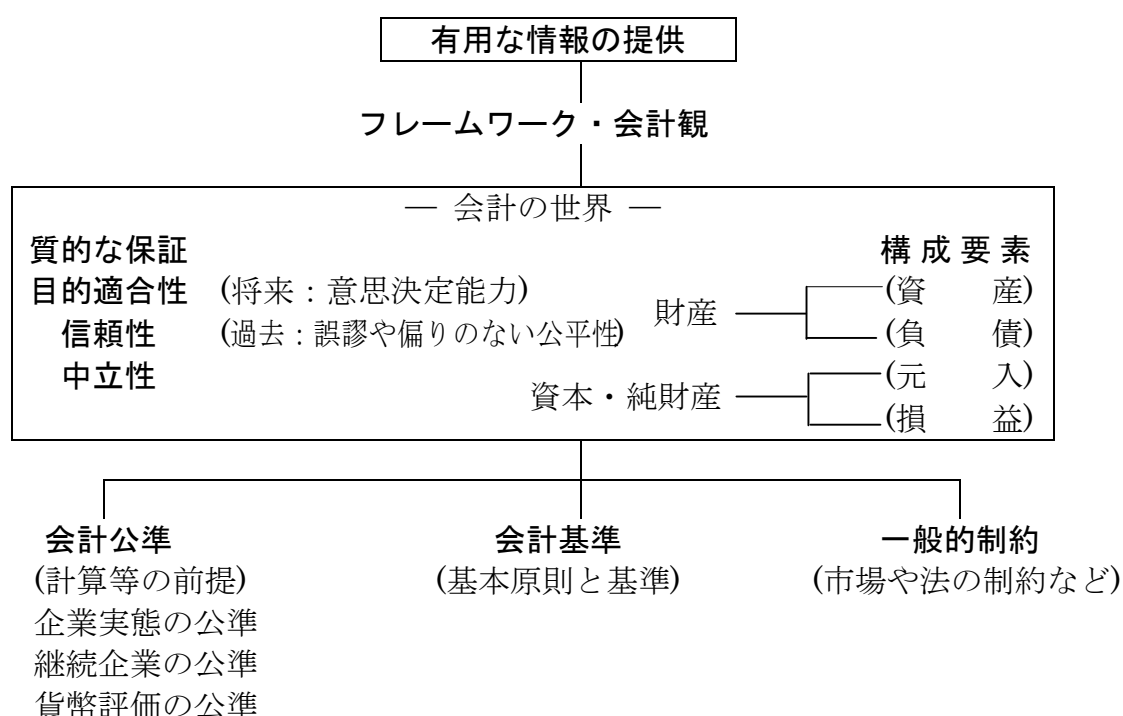 有用な情報の提供
フレームワーク・会計観
― 会計の世界 ―
質的な保証
目的適合性 (将来：意思決定能力)
信頼性 (過去：誤謬や偏りのない公平性)
中立性
構成要素
財産
(資 産)
(負 債)
資本・純財産
(元 入)
(損 益)
会計公準
(計算等の前提)
企業実態の公準
継続企業の公準
貨幣評価の公準
会計基準
(基本原則と基準)
一般的制約
(市場や法の制約など)